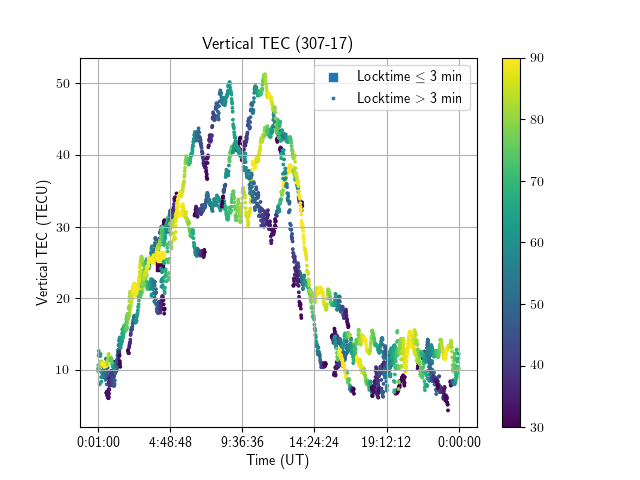 Vertical TEC (307-17)
Locktime ≤ 3 min
Locktime > 3 min
Vertical TEC (TECU)
50
40
30
20
10
0:01:00 4:48:48 9:36:36 14:24:24 19:12:12 0:00:00
Time (UT)
90
80
70
60
50
40
30